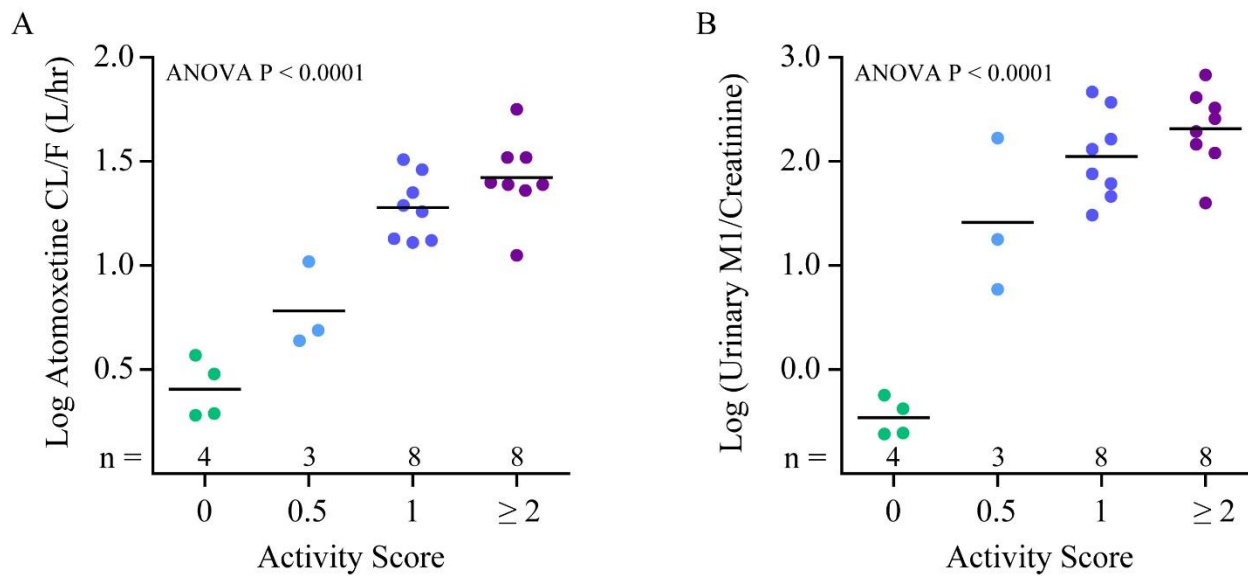 A
ANOVA P < 0.0001
Log Atomoxetine CL/F (L/hr)
2.0
1.5
1.0
0.5
n = 4 3 8 8
0 0.5 1 ≥ 2
Activity Score
B
ANOVA P < 0.0001
Log (Urinary M1/Creatinine)
3.0
2.0
1.0
0.0
n = 4 3 8 8
0 0.5 1 ≥ 2
Activity Score